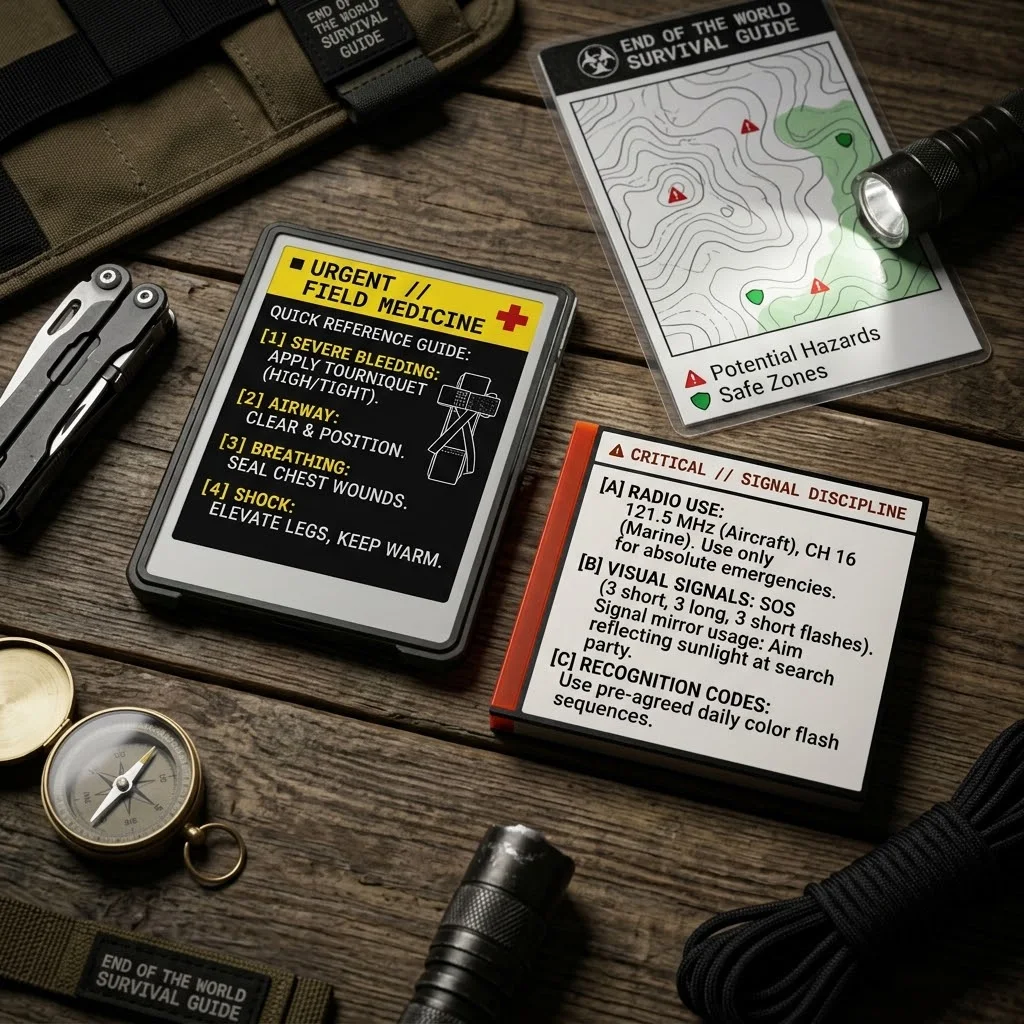 END OF
THE WORLD
SURVIVAL
GUIDE
END OF THE WORLD
SURVIVAL GUIDE
Potential Hazards
Safe Zones
URGENT //
FIELD MEDICINE
QUICK REFERENCE GUIDE:
[1] SEVERE BLEEDING:
APPLY TOURNIQUET
(HIGH/TIGHT).
[2] AIRWAY:
CLEAR & POSITION.
[3] BREATHING:
SEAL CHEST WOUNDS.
[4] SHOCK:
ELEVATE LEGS, KEEP WARM.
CRITICAL // SIGNAL DISCIPLINE
[A] RADIO USE:
121.5 MHz (Aircraft), CH 16
(Marine). Use only
for absolute emergencies.
[B] VISUAL SIGNALS: SOS
(3 short, 3 long, 3 short flashes).
Signal mirror usage: Aim
reflecting sunlight at search
party.
[C] RECOGNITION CODES:
Use pre-agreed daily color flash
sequences.
END OF THE WORLD
SURVIVAL GUIDE